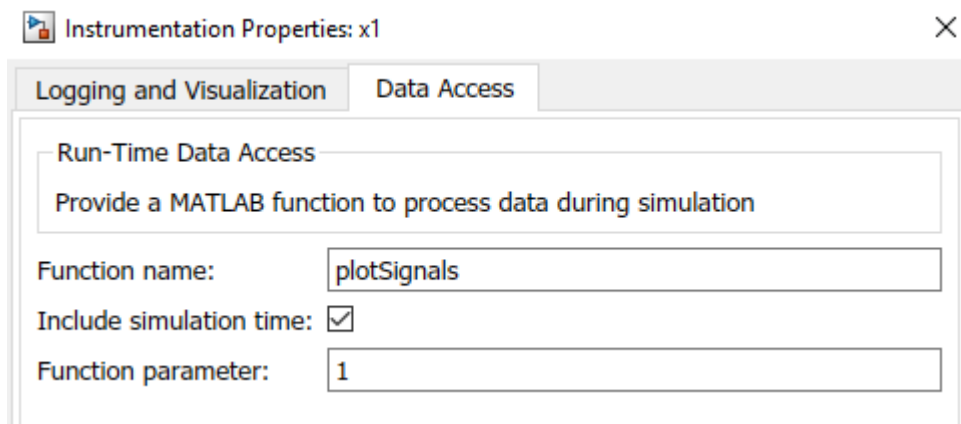 Instrumentation Properties: x1
Logging and Visualization Data Access
Run-Time Data Access
Provide a MATLAB function to process data during simulation
Function name: plotSignals
Include simulation time:
Function parameter: 1